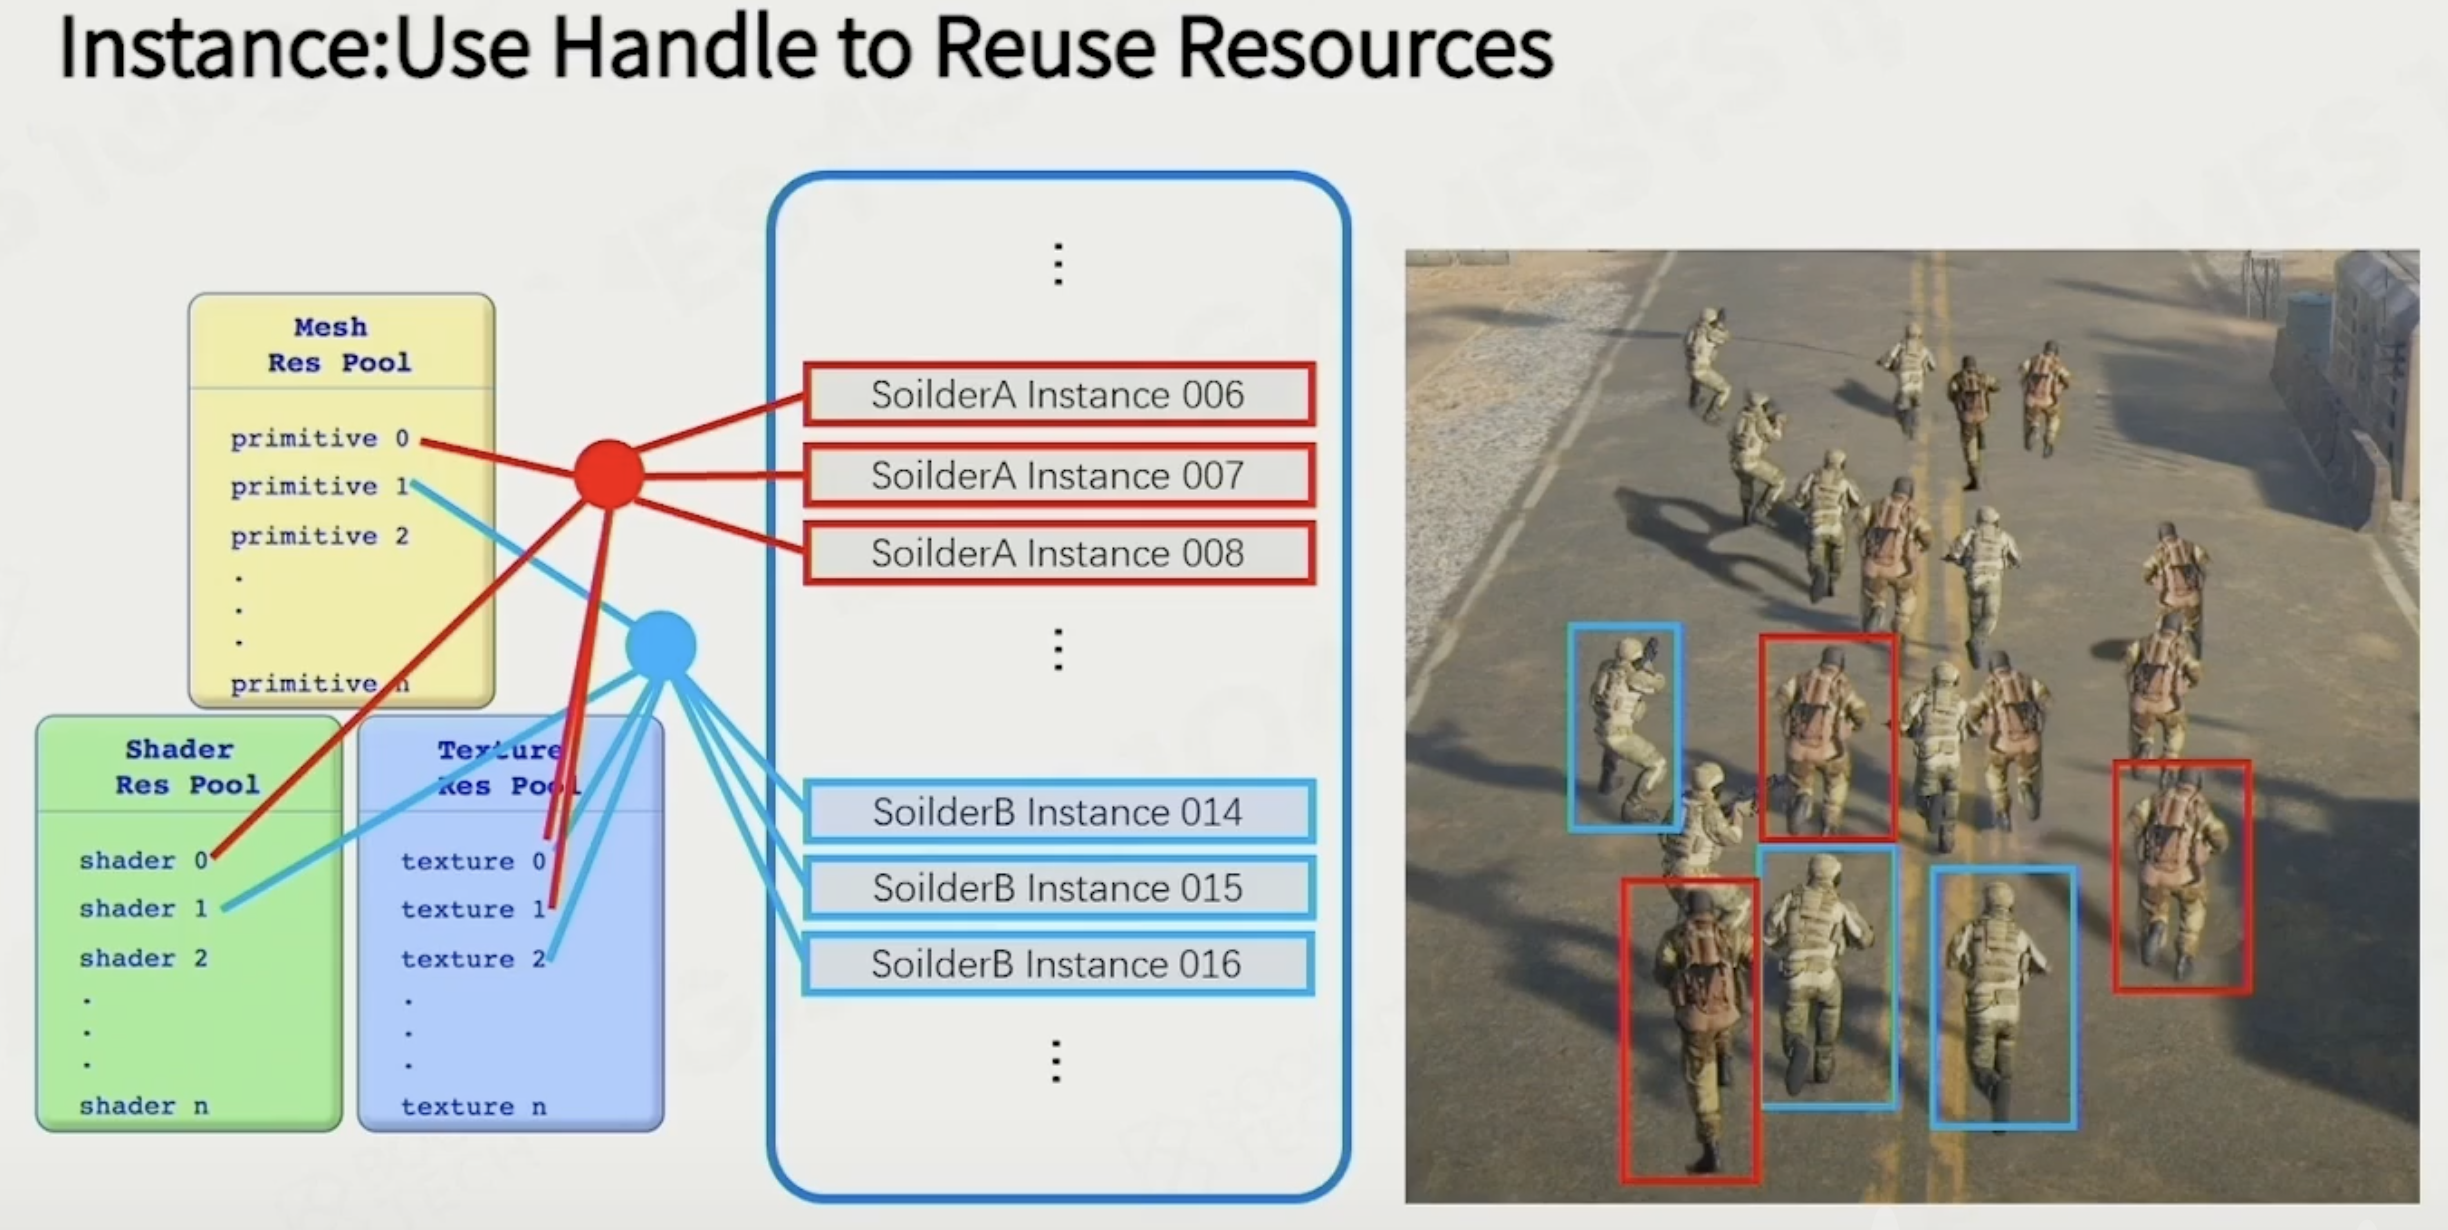 Instance:Use Handle to Reuse Resources
Mesh
Res Pool
primitive 0
primitive 1
primitive 2
primitive n
Shader
Res Pool
shader 0
shader 1
shader 2
shader n
Texture
Res Pool
texture 0
texture 1
texture 2
texture n
SoilderA Instance 006
SoilderA Instance 007
SoilderA Instance 008
SoilderB Instance 014
SoilderB Instance 015
SoilderB Instance 016